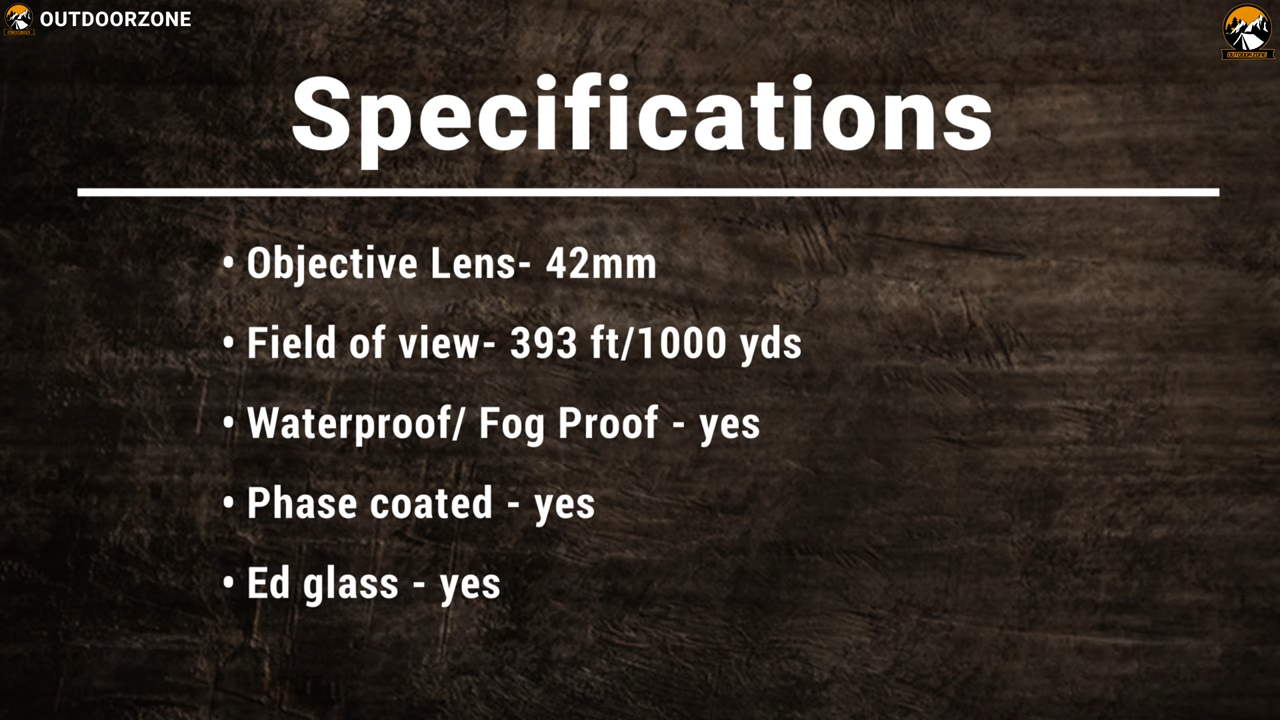 OUTDOORZONE
OUTDOORZONE
Specifications
• Objective Lens- 42mm
• Field of view- 393 ft/1000 yds
• Waterproof/ Fog Proof - yes
• Phase coated - yes
• Ed glass - yes